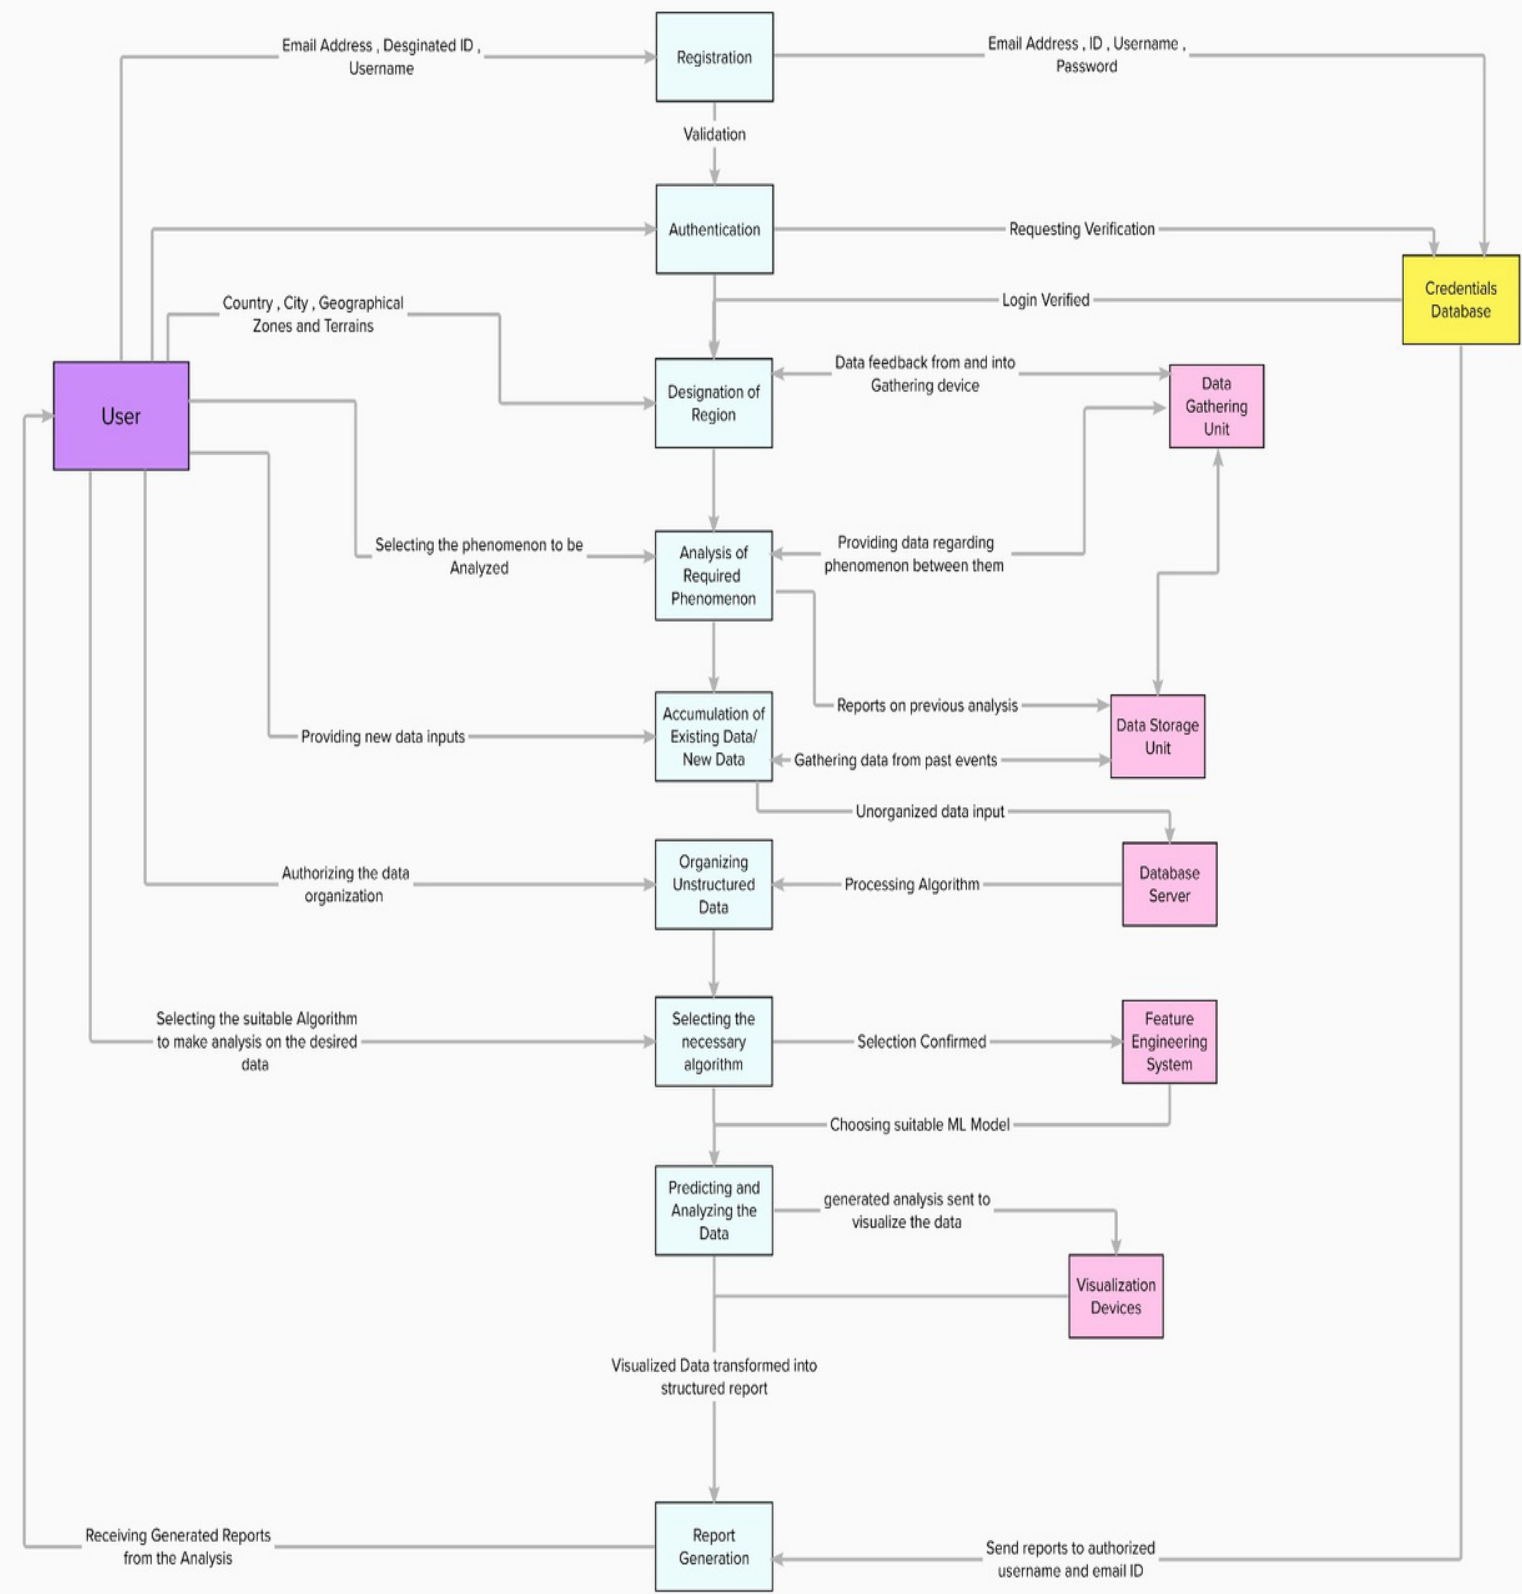 Email Address , Desginated ID ,
Username
Registration
Email Address , ID , Username ,
Password
Validation
Authentication
Requesting Verification
Credentials
Database
Login Verified
Country , City , Geographical
Zones and Terrains
User
Designation of
Region
Data feedback from and into
Gathering device
Data
Gathering
Unit
Selecting the phenomenon to be
Analyzed
Analysis of
Required
Phenomenon
Providing data regarding
phenomenon between them
Reports on previous analysis
Data Storage
Unit
Providing new data inputs
Accumulation of
Existing Data/
New Data
Gathering data from past events
Unorganized data input
Authorizing the data
organization
Organizing
Unstructured
Data
Processing Algorithm
Database
Server
Selecting the suitable Algorithm
to make analysis on the desired
data
Selecting the
necessary
algorithm
Selection Confirmed
Feature
Engineering
System
Choosing suitable ML Model
Predicting and
Analyzing the
Data
generated analysis sent to
visualize the data
Visualization
Devices
Visualized Data transformed into
structured report
Receiving Generated Reports
from the Analysis
Report
Generation
Send reports to authorized
username and email ID